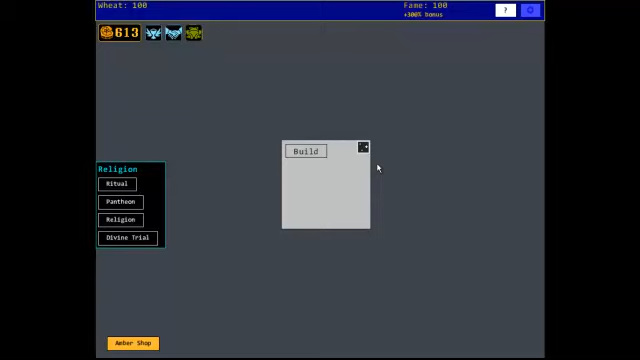 Wheat: 100
Fame: 100
+300% bonus
?
613
Build
Religion
Ritual
Pantheon
Religion
Divine Trial
Amber Shop